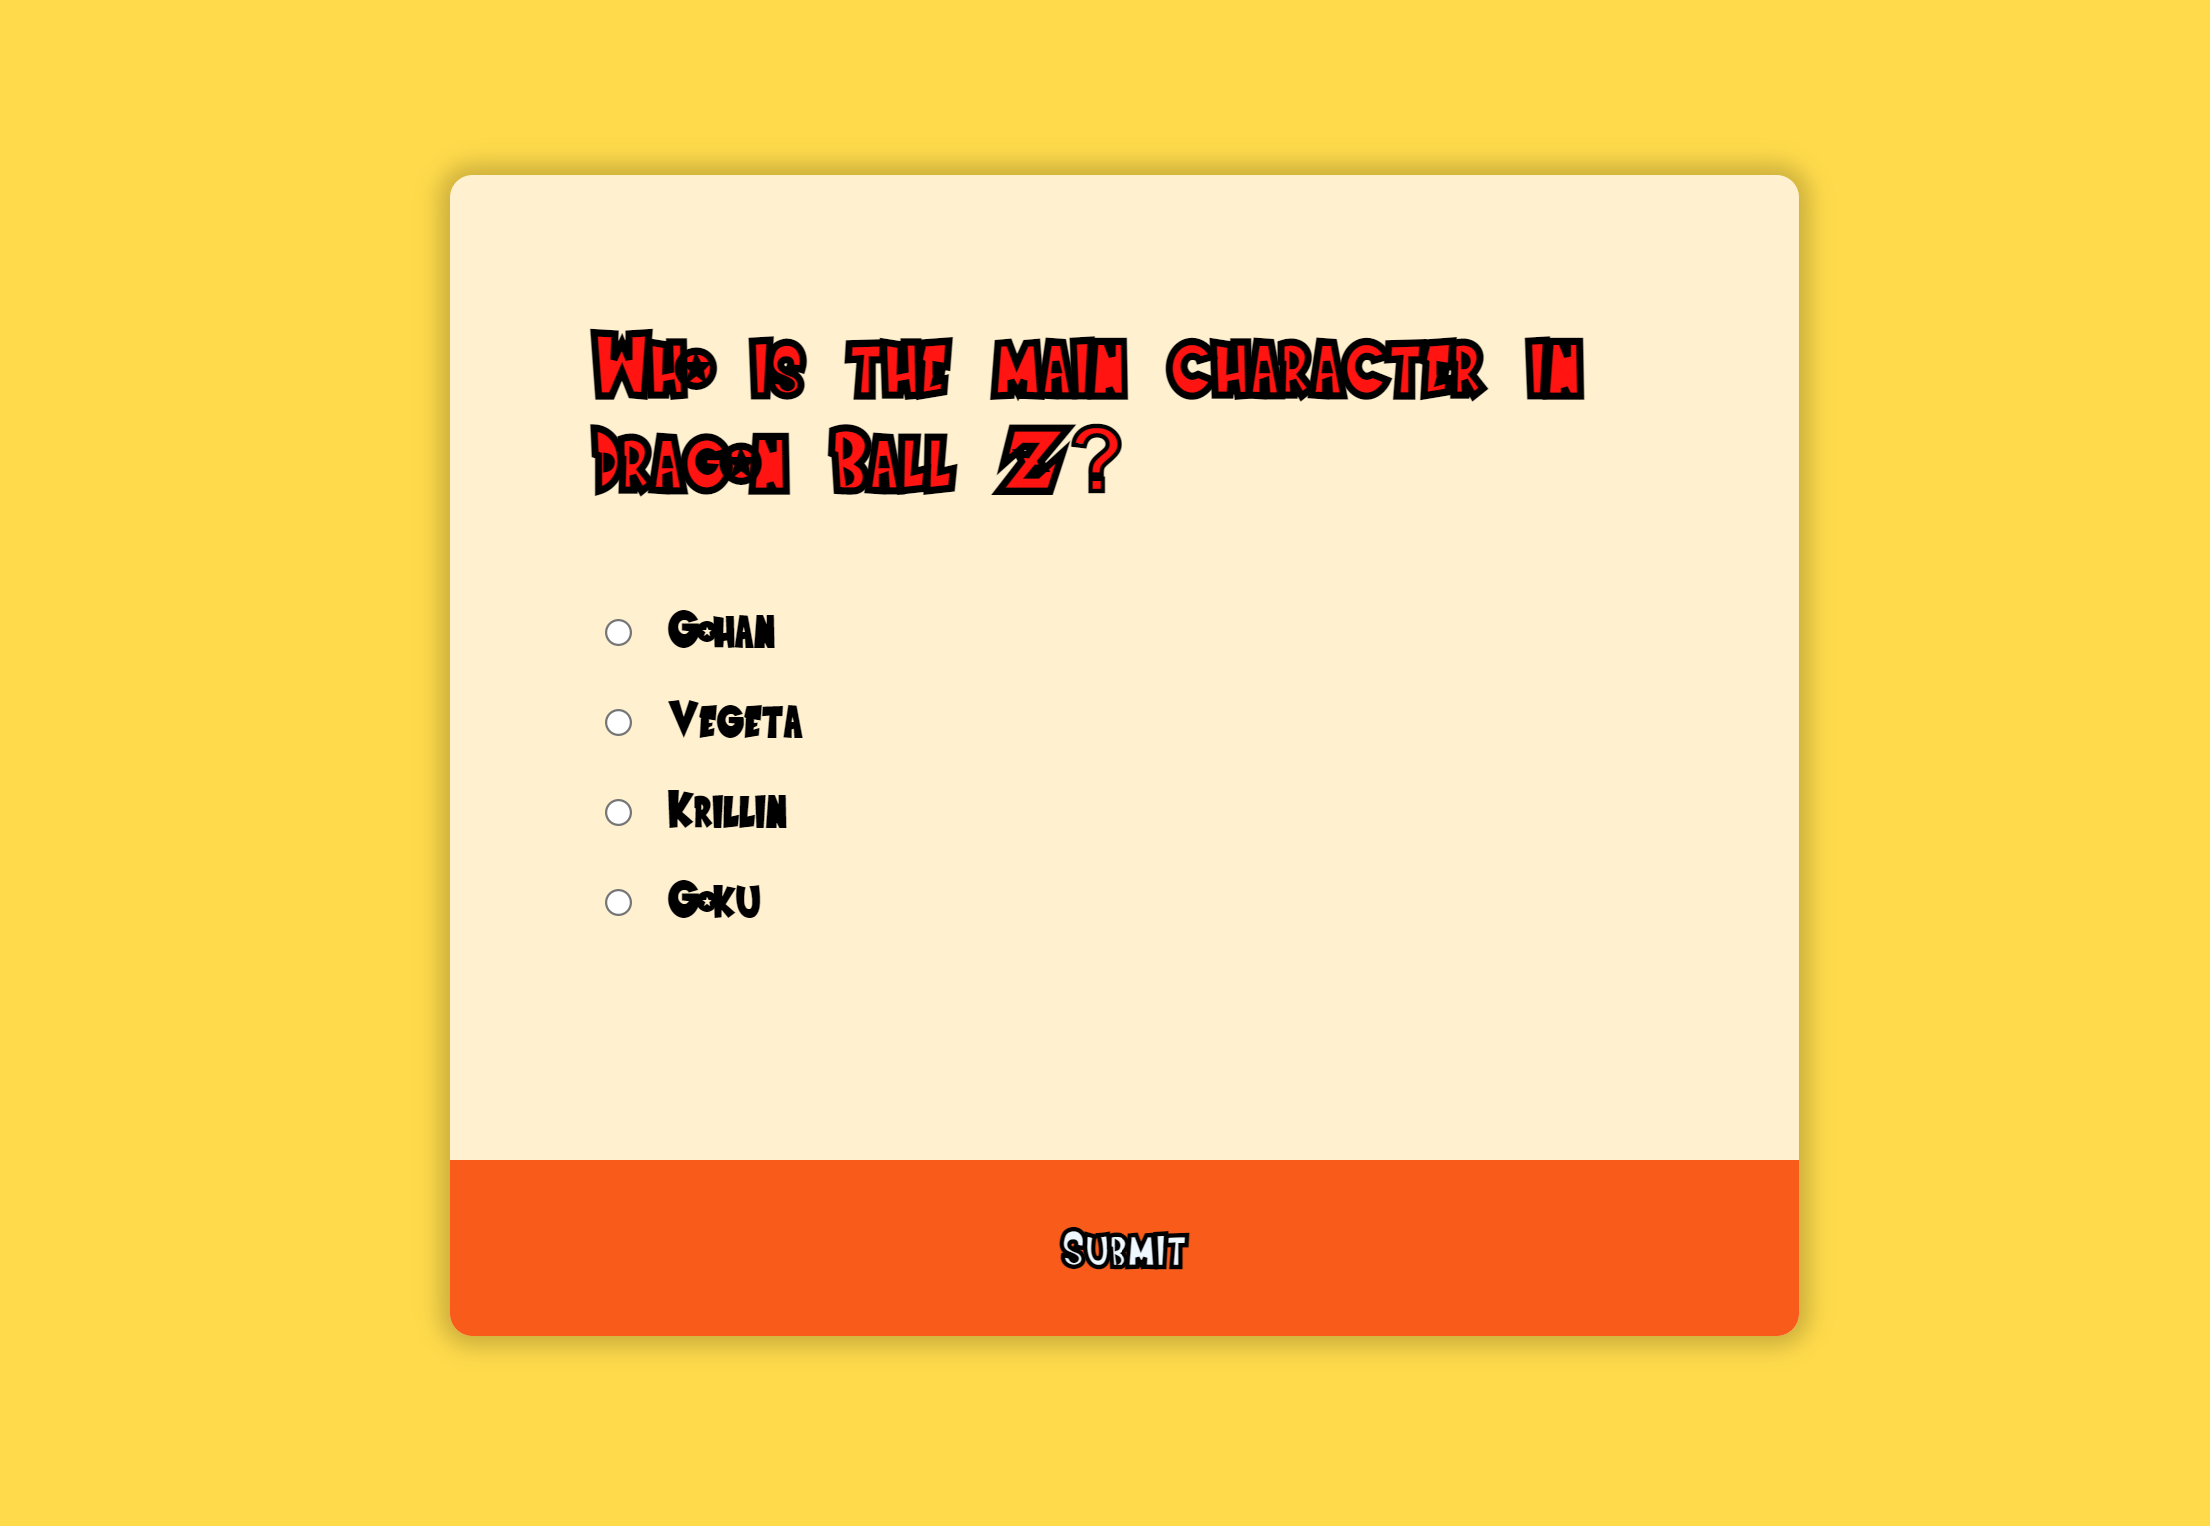 Who is the main character in
Dragon Ball Z?
Gohan
Vegeta
Krillin
Goku
Submit